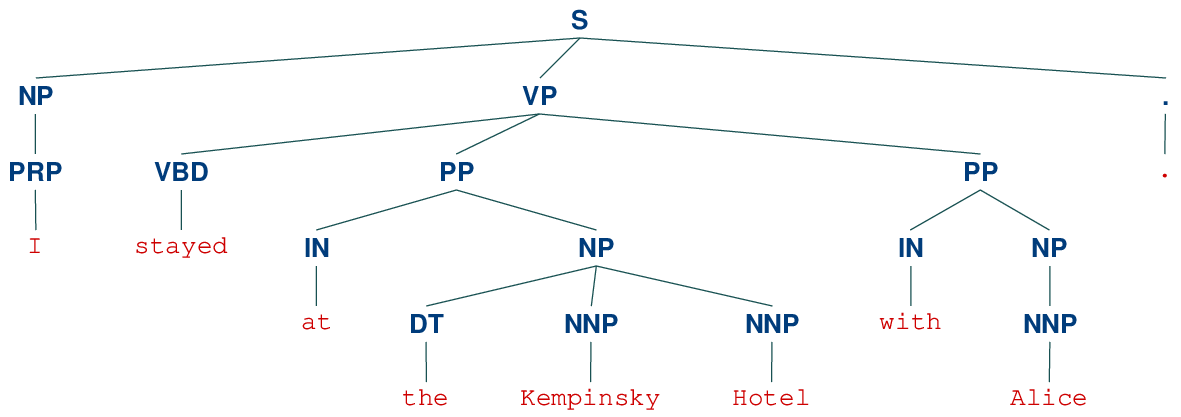 S
NP VP .
PRP VBD PP PP .
I stayed IN NP IN NP
at DT NNP NNP with NNP
the Kempinsky Hotel Alice